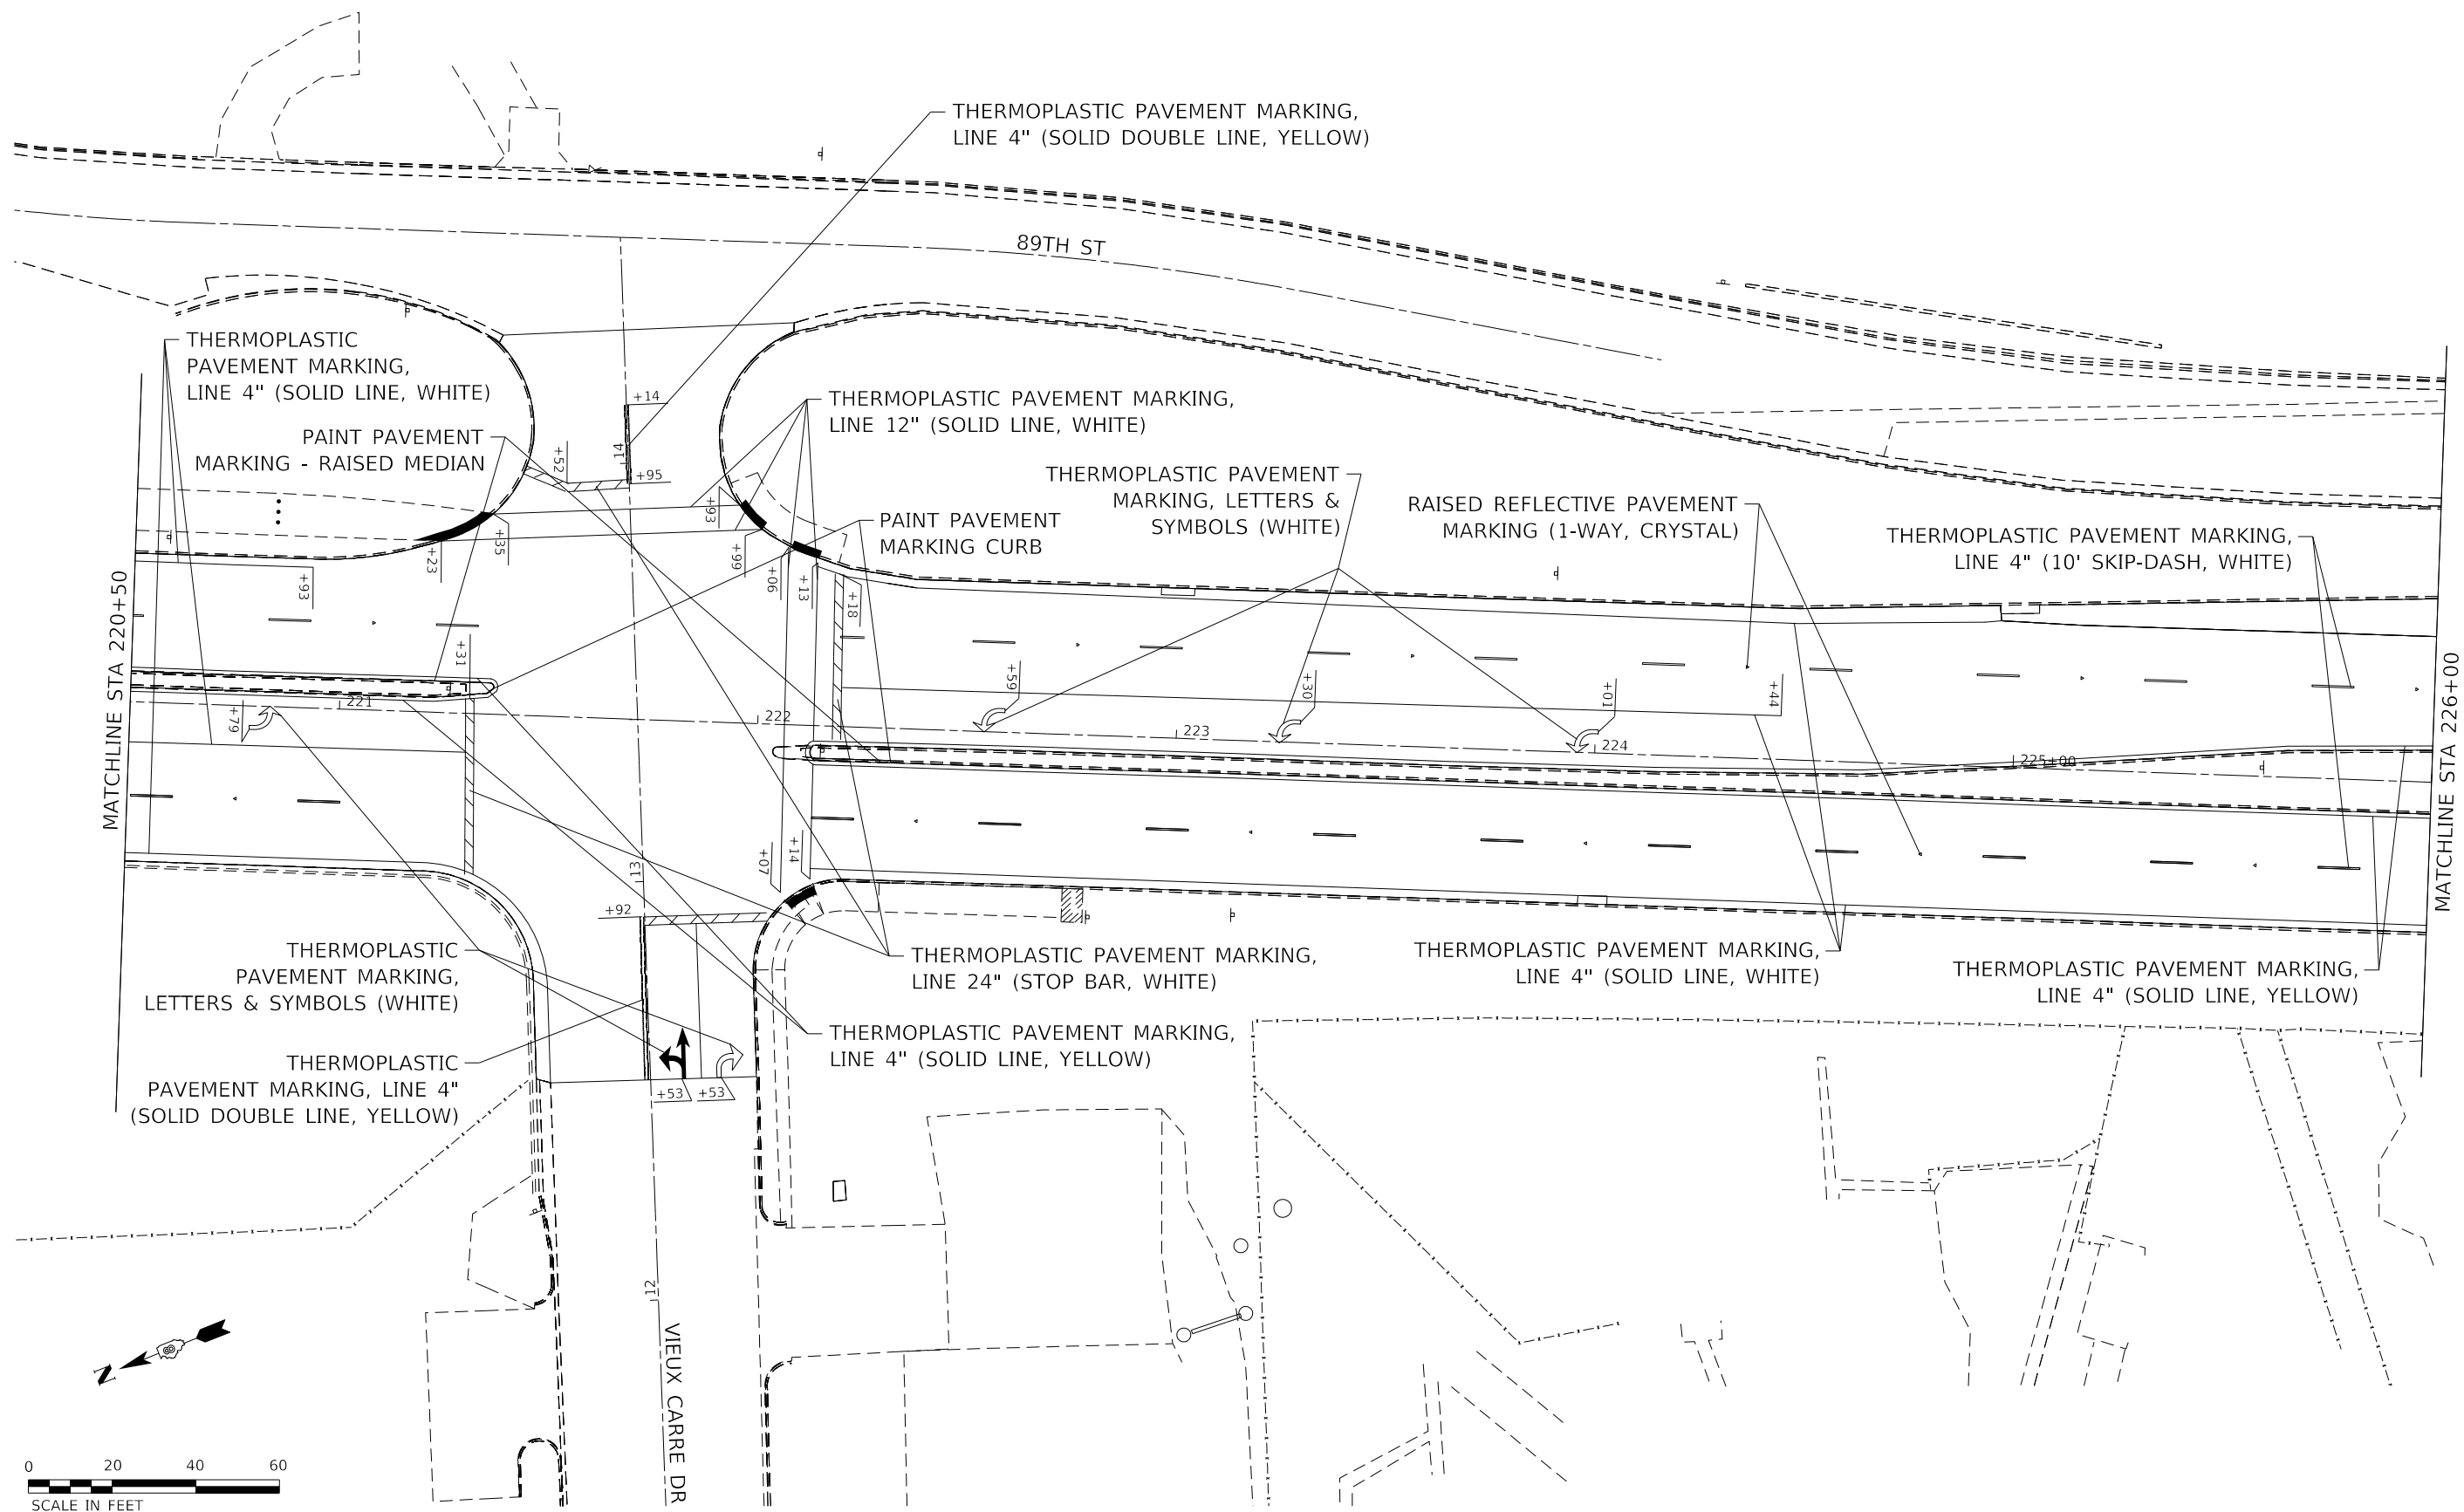 THERMOPLASTIC PAVEMENT MARKING,
LINE 4" (SOLID DOUBLE LINE, YELLOW)
89TH ST
THERMOPLASTIC
PAVEMENT MARKING,
LINE 4" (SOLID LINE, WHITE)
PAINT PAVEMENT
MARKING - RAISED MEDIAN
+14
14
+52
+95
THERMOPLASTIC PAVEMENT MARKING,
LINE 12" (SOLID LINE, WHITE)
THERMOPLASTIC PAVEMENT
MARKING, LETTERS &
SYMBOLS (WHITE)
RAISED REFLECTIVE PAVEMENT
MARKING (1-WAY, CRYSTAL)
THERMOPLASTIC PAVEMENT MARKING,
LINE 4" (10' SKIP-DASH, WHITE)
PAINT PAVEMENT
MARKING CURB
+93
+99
+06
+13
+18
+35
+23
+93
+31
MATCHLINE STA 220+50
+79
221
222
+59
223
+30
+01
224
+44
225+00
MATCHLINE STA 226+00
+07
+14
13
+92
THERMOPLASTIC
PAVEMENT MARKING,
LETTERS & SYMBOLS (WHITE)
THERMOPLASTIC
PAVEMENT MARKING, LINE 4"
(SOLID DOUBLE LINE, YELLOW)
THERMOPLASTIC PAVEMENT MARKING,
LINE 24" (STOP BAR, WHITE)
THERMOPLASTIC PAVEMENT MARKING,
LINE 4" (SOLID LINE, YELLOW)
THERMOPLASTIC PAVEMENT MARKING,
LINE 4" (SOLID LINE, WHITE)
THERMOPLASTIC PAVEMENT MARKING,
LINE 4" (SOLID LINE, YELLOW)
+53
+53
12
VIEUX CARRE DR
N
0 20 40 60
SCALE IN FEET